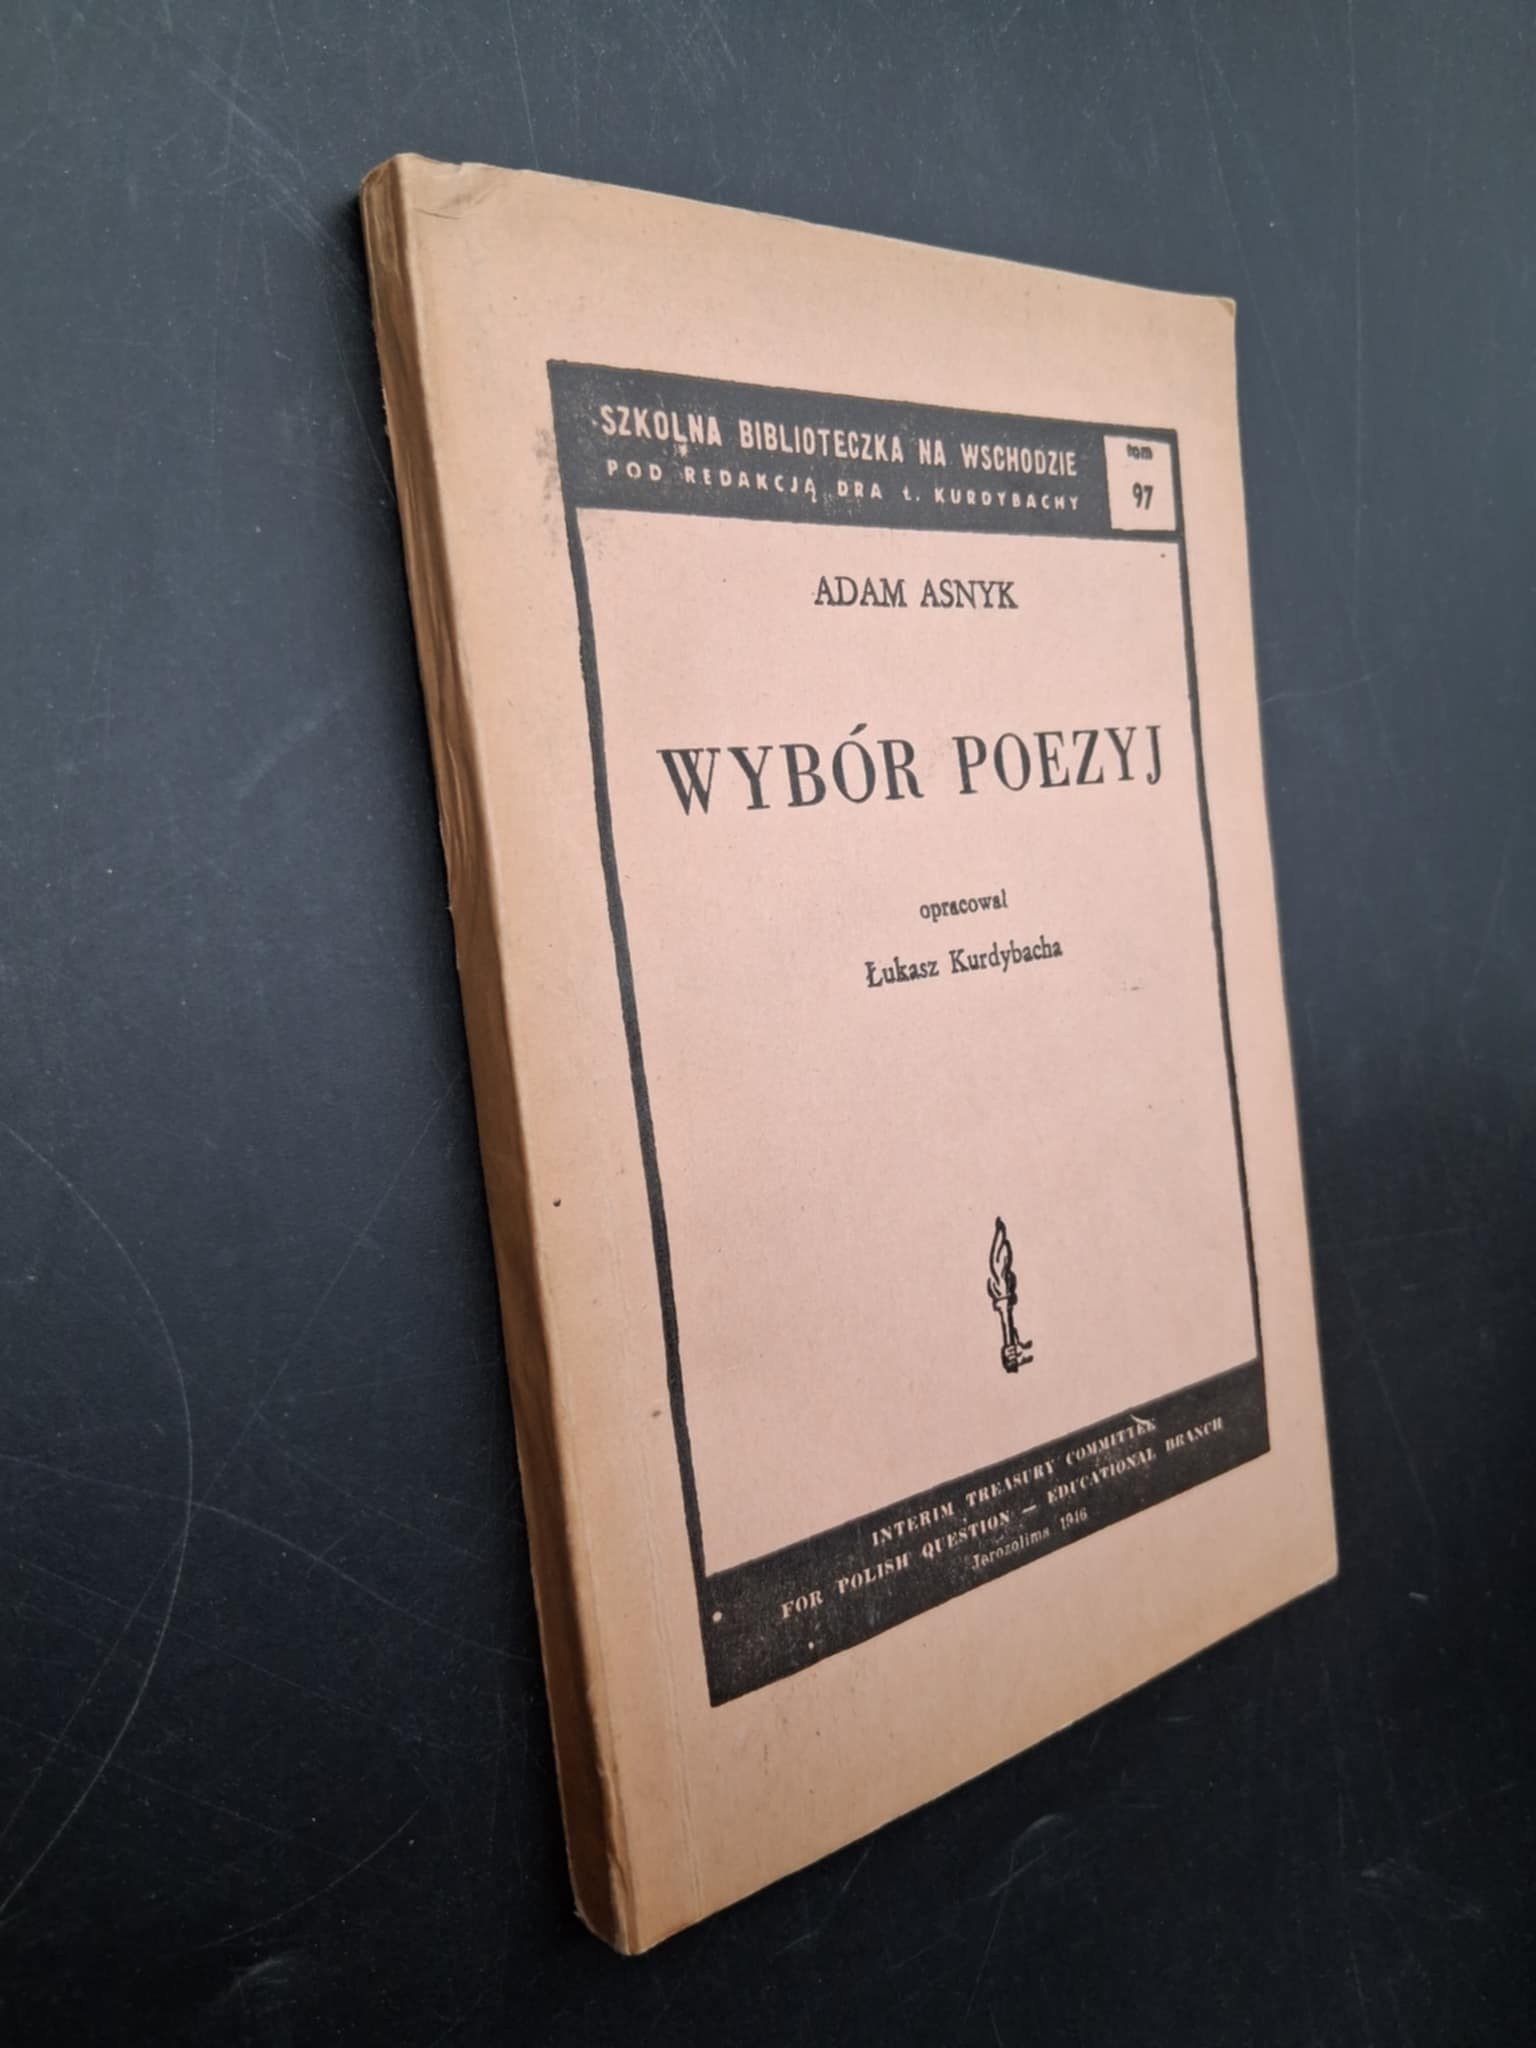 SZKOLNA BIBLIOTECZKA NA WSCHODZIE
POD REDAKCJĄ DRA Ł. KURDYBACHY
tom
97
ADAM ASNYK
WYBÓR POEZYJ
opracował
Łukasz Kurdybacha
INTERIM TREASURY COMMITTEE
FOR POLISH QUESTION — EDUCATIONAL BRANCH
Jerozolima 1946